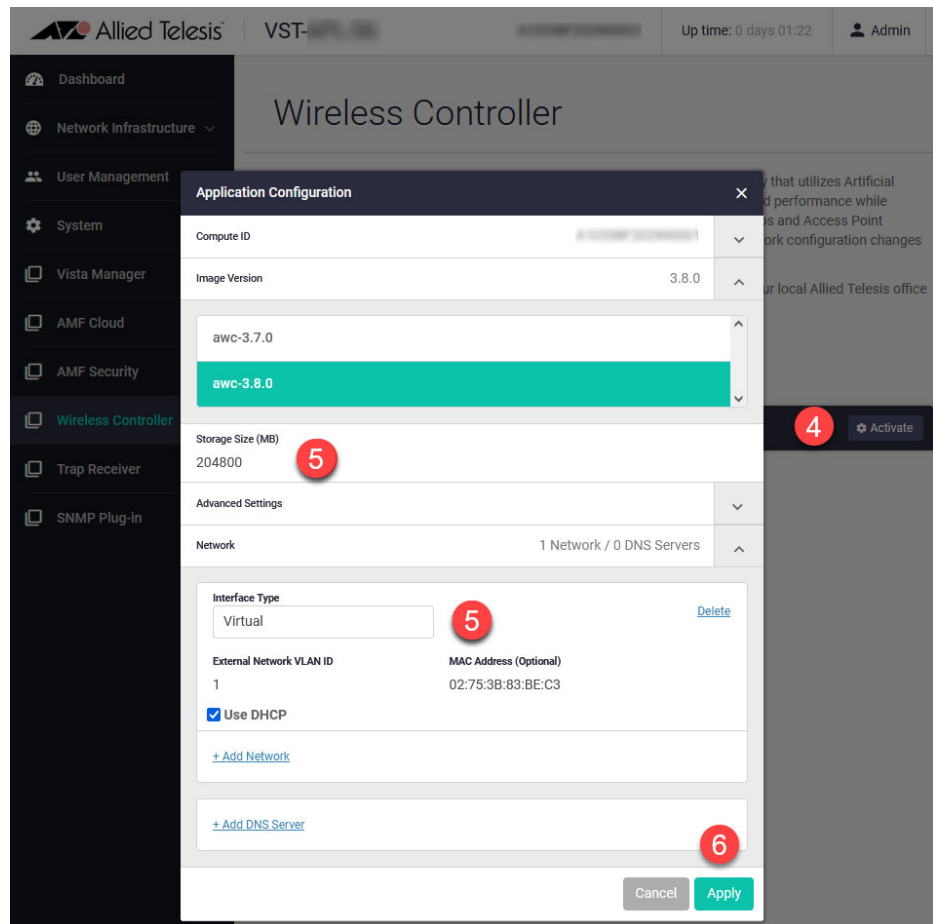 Allied Telesis
VST-
Up time: 0 days 01:22
Admin
Dashboard
Network Infrastructure
User Management
System
Vista Manager
AMF Cloud
AMF Security
Wireless Controller
Trap Receiver
SNMP Plug-in
Wireless Controller
that utilizes Artificial
performance while
and Access Point
configuration changes
local Allied Telesis office
4
Activate
Application Configuration
Compute ID
Image Version
3.8.0
awc-3.7.0
awc-3.8.0
Storage Size (MB)
204800
5
Advanced Settings
Network
1 Network / 0 DNS Servers
Interface Type
Virtual
5
Delete
External Network VLAN ID
MAC Address (Optional)
1
02:75:3B:83:BE:C3
Use DHCP
+ Add Network
+ Add DNS Server
6
Cancel
Apply